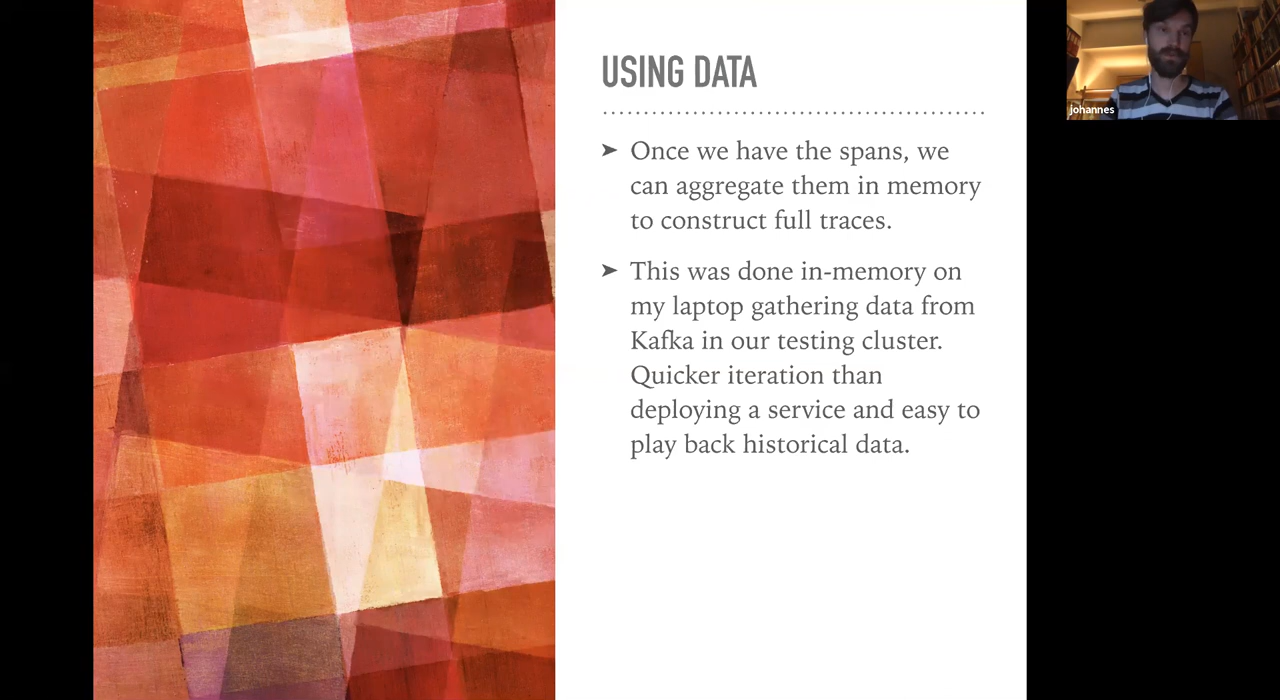 USING DATA
➤ Once we have the spans, we
can aggregate them in memory
to construct full traces.
➤ This was done in-memory on
my laptop gathering data from
Kafka in our testing cluster.
Quicker iteration than
deploying a service and easy to
play back historical data.
johannes